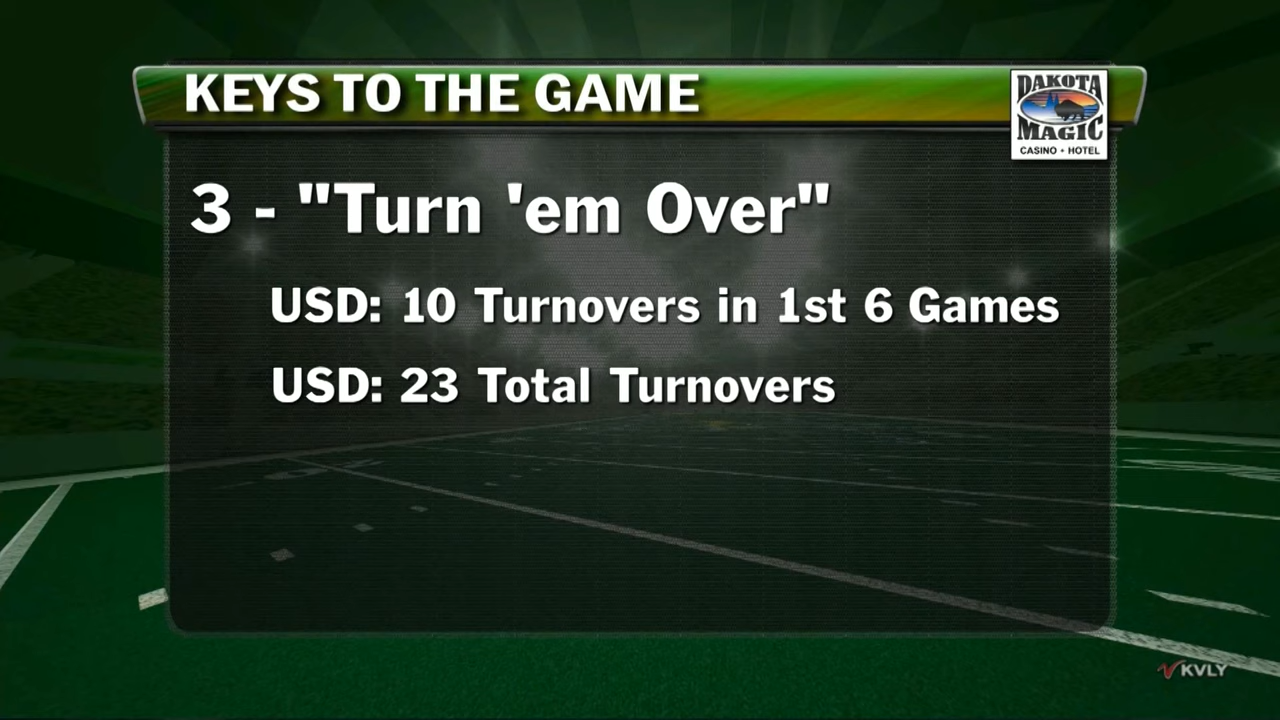 KEYS TO THE GAME
DAKOTA
MAGIC
CASINO • HOTEL
3 - "Turn 'em Over"
USD: 10 Turnovers in 1st 6 Games
USD: 23 Total Turnovers
KVLY